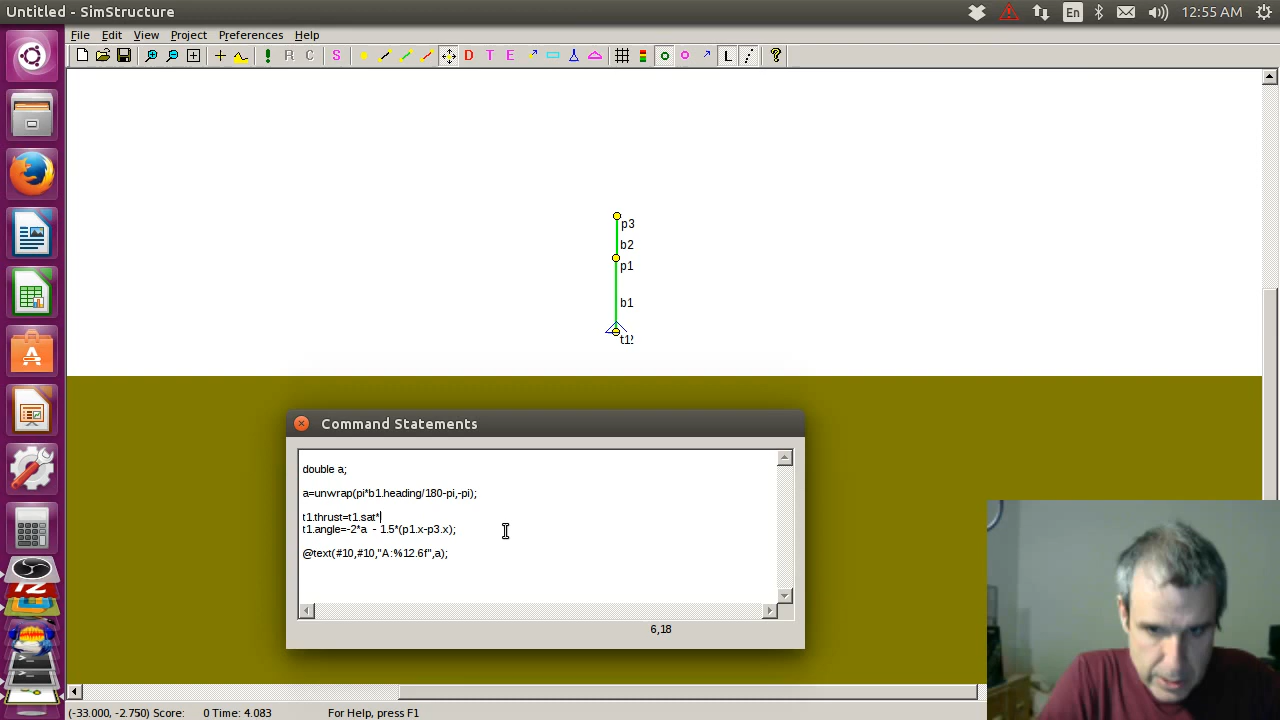 Untitled - SimStructure
En
12:55 AM
File Edit View Project Preferences Help
R C S D T E L ?
p3
b2
p1
b1
Command Statements
double a;
a=unwrap(pi*b1.heading/180-pi,-pi);
t1.thrust=t1.sat*
t1.angle=-2*a - 1.5*(p1.x-p3.x);
@text(#10,#10,"A:%12.6f",a);
6,18
(-33.000, -2.750) Score: 0 Time: 4.083 For Help, press F1